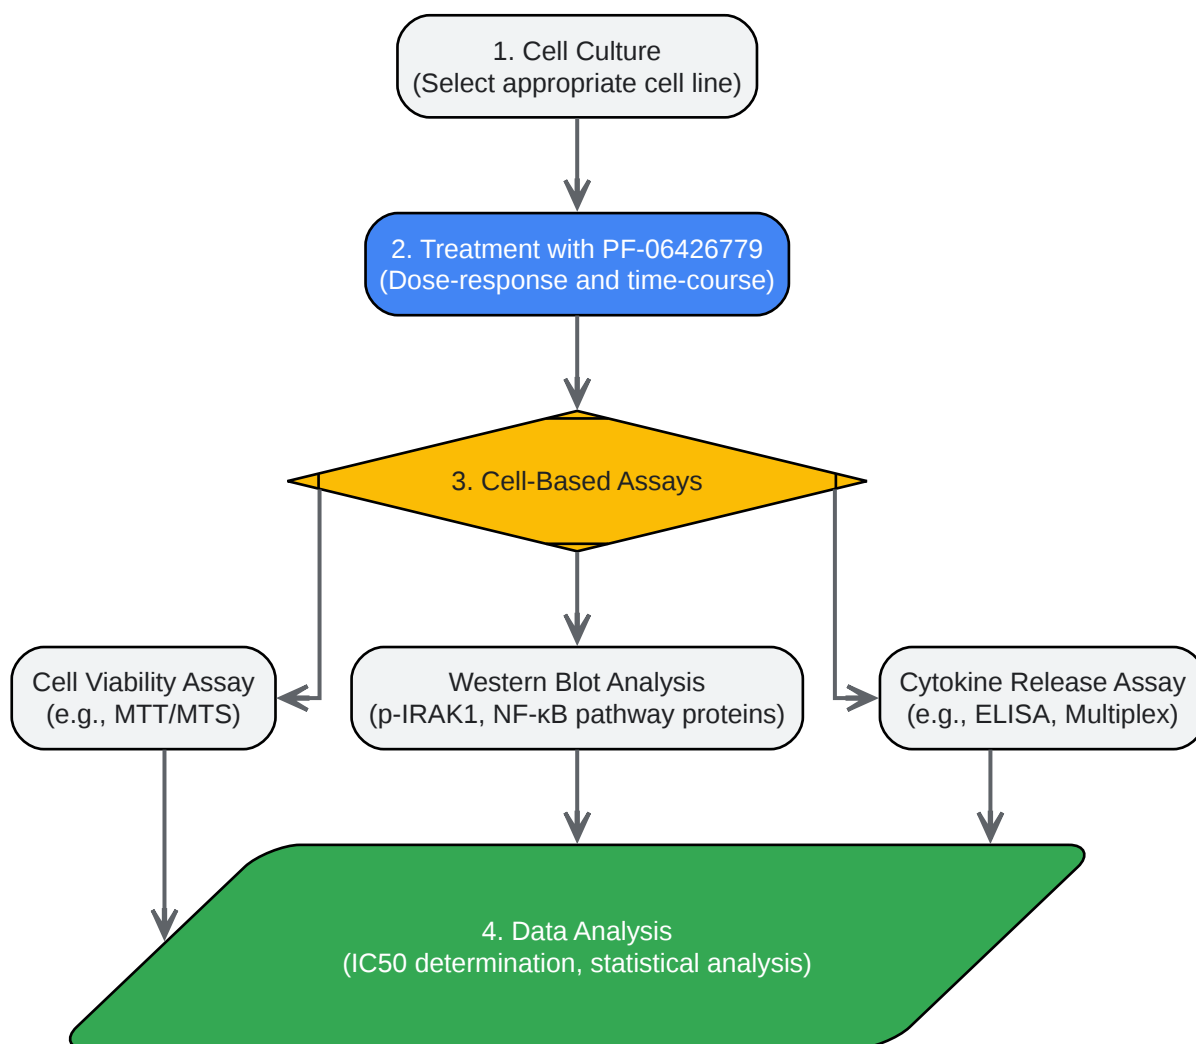 1. Cell Culture
(Select appropriate cell line)
2. Treatment with PF-06426779
(Dose-response and time-course)
3. Cell-Based Assays
Cell Viability Assay
(e.g., MTT/MTS)
Western Blot Analysis
(p-IRAK1, NF-κB pathway proteins)
Cytokine Release Assay
(e.g., ELISA, Multiplex)
4. Data Analysis
(IC50 determination, statistical analysis)